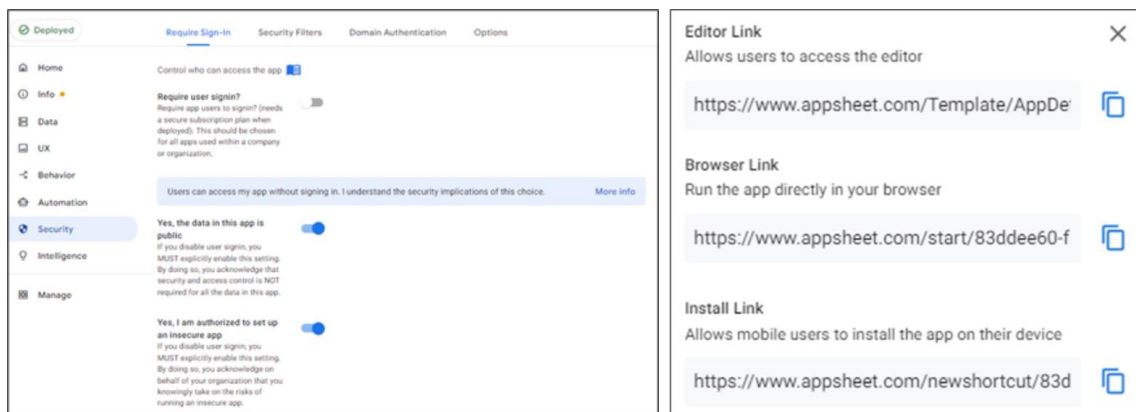 Deployed
Home
Info
Data
UX
Behavior
Automation
Security
Intelligence
Manage
Require Sign-In Security Filters Domain Authentication Options
Control who can access the app
Require user signin?
Require app users to signin? (needs
a secure subscription plan when
deployed). This should be chosen
for all apps used within a company
or organization.
Users can access my app without signing in. I understand the security implications of this choice. More info
Yes, the data in this app is
public
If you disable user signin, you
MUST explicitly enable this setting.
By doing so, you acknowledge that
security and access control is NOT
required for all the data in this app.
Yes, I am authorized to set up
an insecure app
If you disable user signin, you
MUST explicitly enable this setting.
By doing so, you acknowledge on
behalf of your organization that you
knowingly take on the risks of
running an insecure app.
Editor Link
Allows users to access the editor
https://www.appsheet.com/Template/AppDe
Browser Link
Run the app directly in your browser
https://www.appsheet.com/start/83ddee60-f
Install Link
Allows mobile users to install the app on their device
https://www.appsheet.com/newshortcut/83d